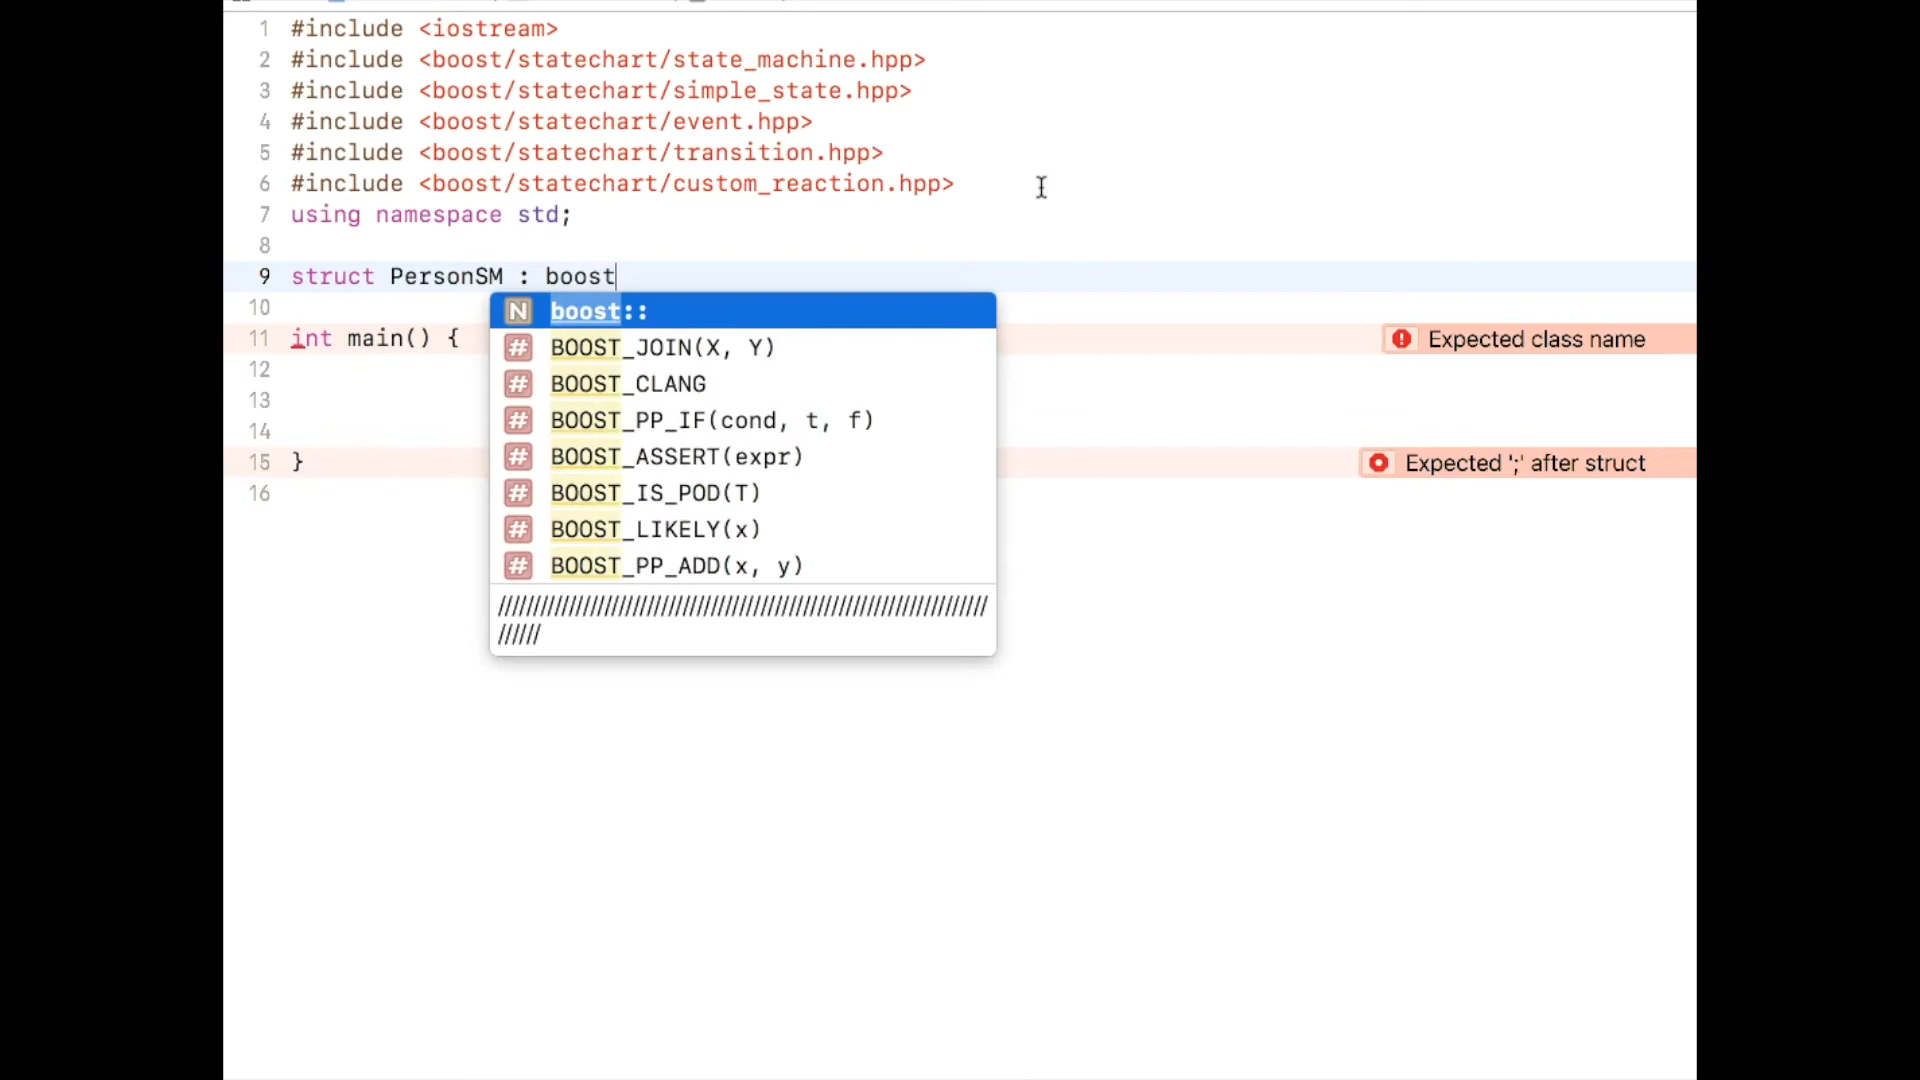 1 #include <iostream>
2 #include <boost/statechart/state_machine.hpp>
3 #include <boost/statechart/simple_state.hpp>
4 #include <boost/statechart/event.hpp>
5 #include <boost/statechart/transition.hpp>
6 #include <boost/statechart/custom_reaction.hpp>
7 using namespace std;
8
9 struct PersonSM : boost
10
11 int main() {
Expected class name
12
13
14
15 }
Expected ';' after struct
16
N boost::
# BOOST_JOIN(X, Y)
# BOOST_CLANG
# BOOST_PP_IF(cond, t, f)
# BOOST_ASSERT(expr)
# BOOST_IS_POD(T)
# BOOST_LIKELY(x)
# BOOST_PP_ADD(x, y)
/////////////////////////////////////////////////////////////////////
//////